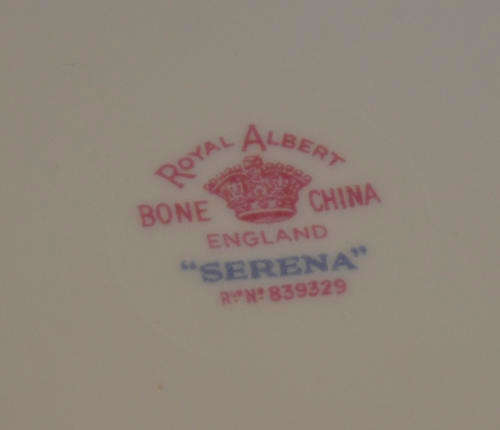 ROYAL ALBERT
BONE CHINA
ENGLAND
"SERENA"
Rᵈ Nº 839329